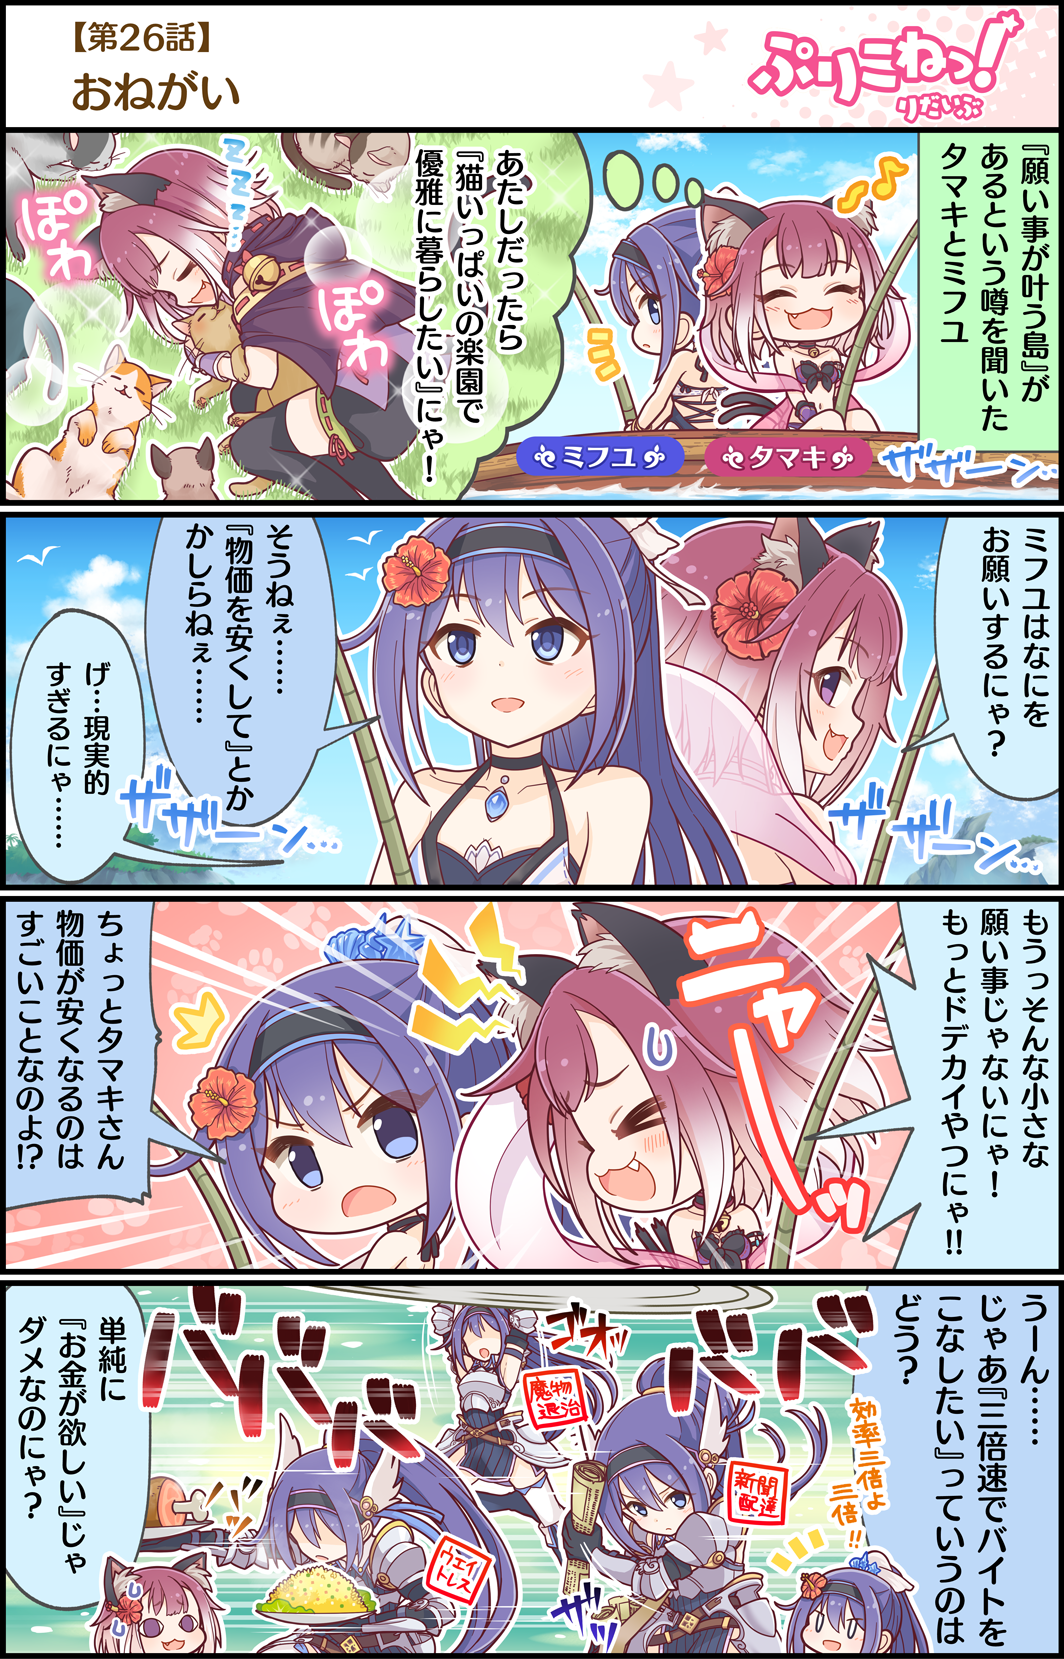 【第26話】
おねがい
ぷりこねっ！
りだいぶ
『願い事が叶う島』が
あるという噂を聞いた
タマキとミフユ
あたしだったら
『猫いっぱいの楽園で
優雅に暮らしたい』にゃ！
ZZZZ…
ぽわ
ぽわ
ミフユ
タマキ
ザザーン…
ミフユはなにを
お願いするにゃ？
そうねぇ……
『物価を安くして』とか
かしらねぇ……
げ…現実的
すぎるにゃ……
ザザーン…
ザザーン…
もうっそんな小さな
願い事じゃないにゃ！
もっとドデカイやつにゃ!!
ニャーッ
ちょっとタマキさん
物価が安くなるのは
すごいことなのよ!?
うーん……
じゃあ『三倍速でバイトを
こなしたい』っていうのは
どう？
効率三倍よ
三倍!!
ババ
ゴオッ
魔物
退治
新聞
配達
ババババ
バッ
ウエイ
トレス
ザッ
単純に
『お金が欲しい』じゃ
ダメなのにゃ？